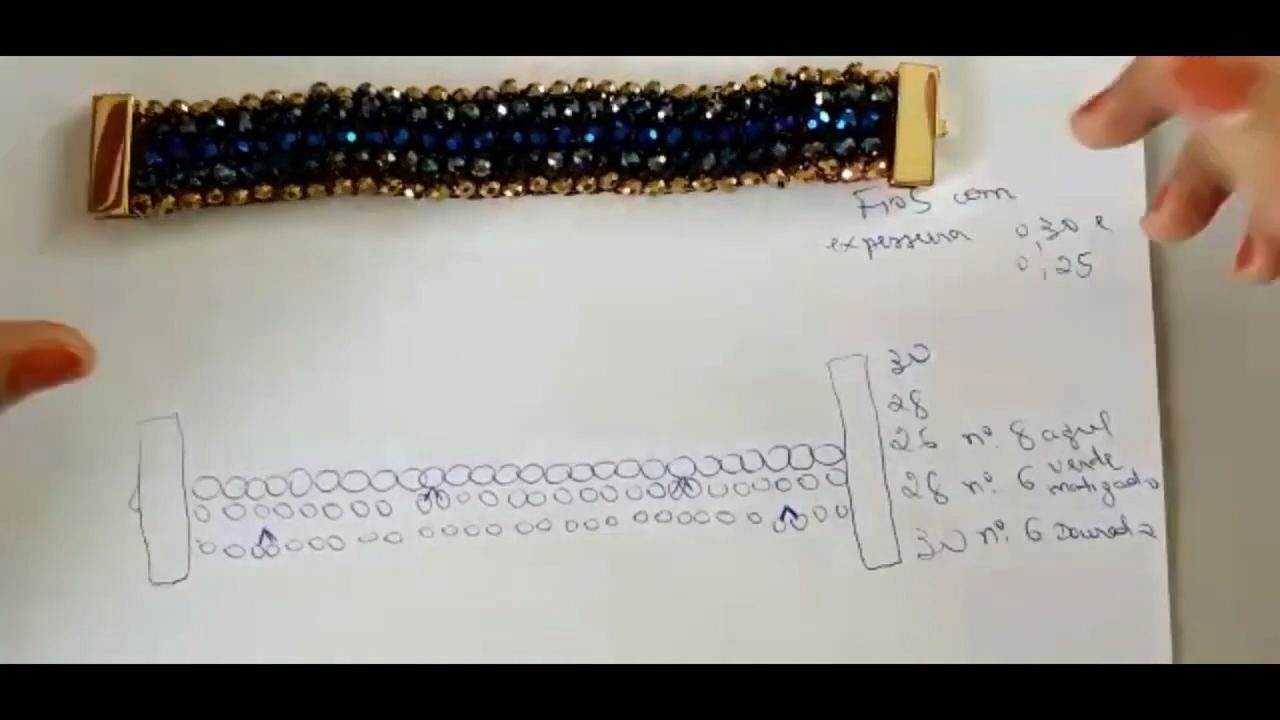 Fios com
expessura 0,30 e
0,25
30
28
26 nº. 8 azul
28 nº. 6 verde matizado
30 nº. 6 Dourado